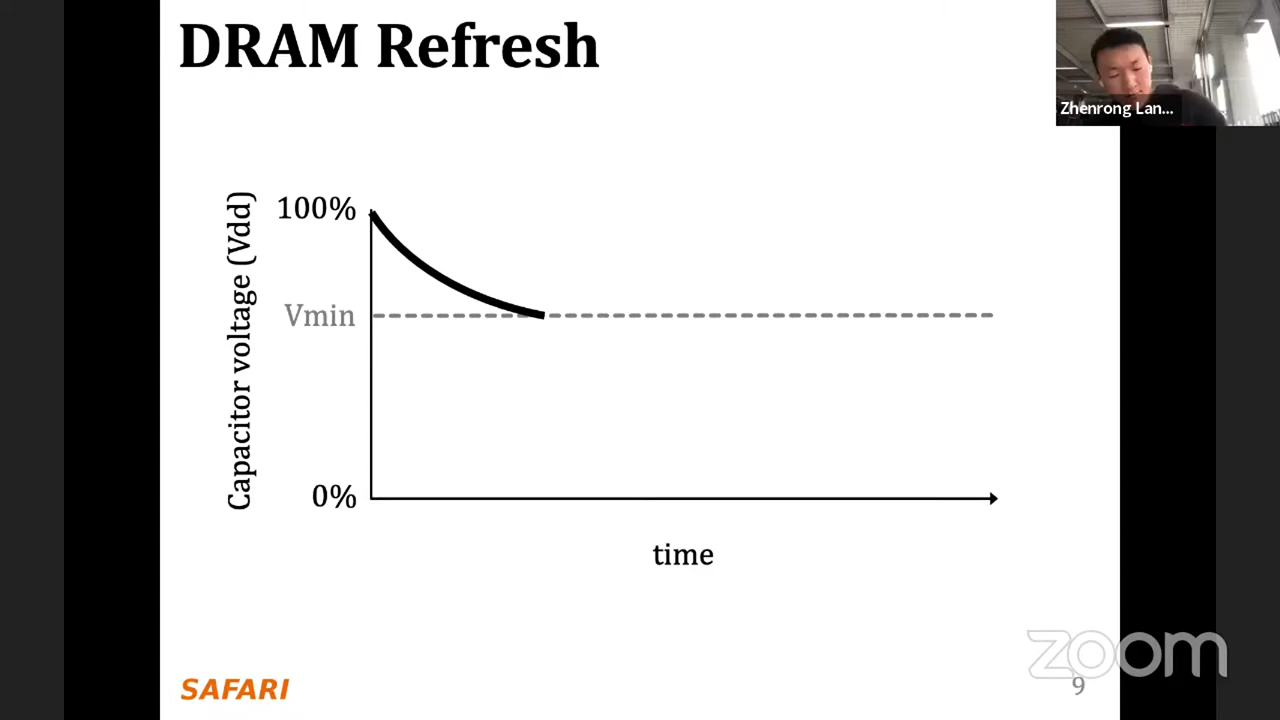 DRAM Refresh
Zhenrong Lan...
Capacitor voltage (Vdd)
100%
Vmin
0%
time
SAFARI
zoom
9